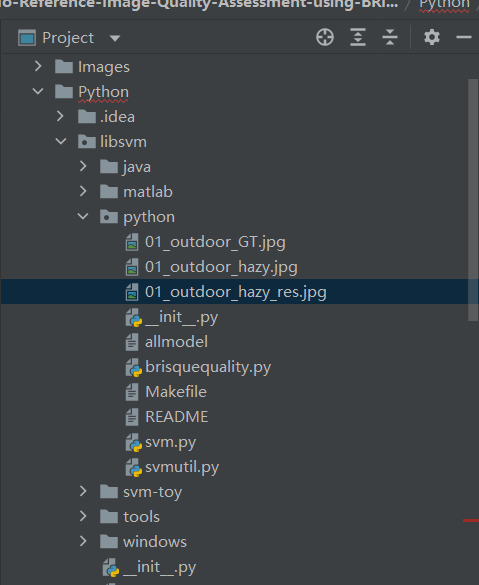 o-Reference-Image-Quality-Assessment-using-BRI... / Python /
Project
Images
Python
.idea
libsvm
java
matlab
python
01_outdoor_GT.jpg
01_outdoor_hazy.jpg
01_outdoor_hazy_res.jpg
__init__.py
allmodel
brisquequality.py
Makefile
README
svm.py
svmutil.py
svm-toy
tools
windows
__init__.py